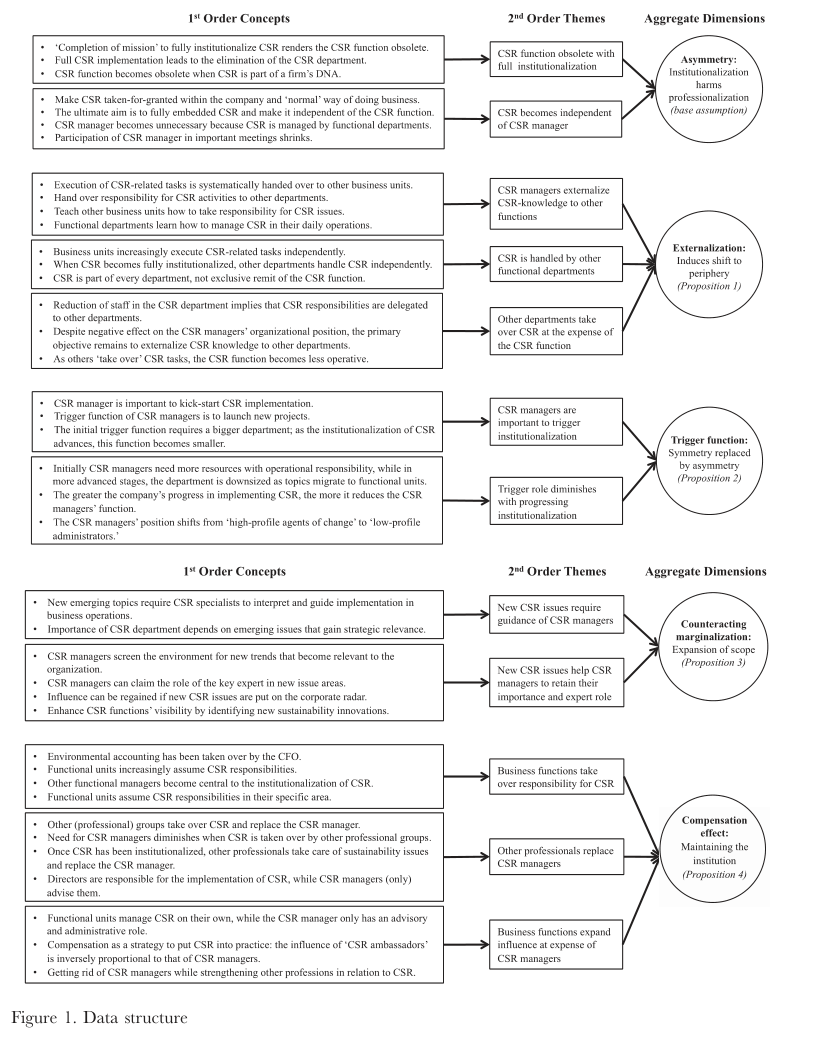 1st Order Concepts
2nd Order Themes
Aggregate Dimensions
• 'Completion of mission' to fully institutionalize CSR renders the CSR function obsolete.
• Full CSR implementation leads to the elimination of the CSR department.
• CSR function becomes obsolete when CSR is part of a firm's DNA.
CSR function obsolete with
full institutionalization
• Make CSR taken-for-granted within the company and 'normal' way of doing business.
• The ultimate aim is to fully embedded CSR and make it independent of the CSR function.
• CSR manager becomes unnecessary because CSR is managed by functional departments.
• Participation of CSR manager in important meetings shrinks.
CSR becomes independent
of CSR manager
Asymmetry:
Institutionalization
harms
professionalization
(base assumption)
• Execution of CSR-related tasks is systematically handed over to other business units.
• Hand over responsibility for CSR activities to other departments.
• Teach other business units how to take responsibility for CSR issues.
• Functional departments learn how to manage CSR in their daily operations.
CSR managers externalize
CSR-knowledge to other
functions
• Business units increasingly execute CSR-related tasks independently.
• When CSR becomes fully institutionalized, other departments handle CSR independently.
• CSR is part of every department, not exclusive remit of the CSR function.
CSR is handled by other
functional departments
• Reduction of staff in the CSR department implies that CSR responsibilities are delegated
to other departments.
• Despite negative effect on the CSR managers' organizational position, the primary
objective remains to externalize CSR knowledge to other departments.
• As others 'take over' CSR tasks, the CSR function becomes less operative.
Other departments take
over CSR at the expense of
the CSR function
Externalization:
Induces shift to
periphery
(Proposition 1)
• CSR manager is important to kick-start CSR implementation.
• Trigger function of CSR managers is to launch new projects.
• The initial trigger function requires a bigger department; as the institutionalization of CSR
advances, this function becomes smaller.
CSR managers are
important to trigger
institutionalization
• Initially CSR managers need more resources with operational responsibility, while in
more advanced stages, the department is downsized as topics migrate to functional units.
• The greater the company's progress in implementing CSR, the more it reduces the CSR
managers' function.
• The CSR managers' position shifts from 'high-profile agents of change' to 'low-profile
administrators.'
Trigger role diminishes
with progressing
institutionalization
Trigger function:
Symmetry replaced
by asymmetry
(Proposition 2)
1st Order Concepts
2nd Order Themes
Aggregate Dimensions
• New emerging topics require CSR specialists to interpret and guide implementation in
business operations.
• Importance of CSR department depends on emerging issues that gain strategic relevance.
New CSR issues require
guidance of CSR managers
• CSR managers screen the environment for new trends that become relevant to the
organization.
• CSR managers can claim the role of the key expert in new issue areas.
• Influence can be regained if new CSR issues are put on the corporate radar.
• Enhance CSR functions' visibility by identifying new sustainability innovations.
New CSR issues help CSR
managers to retain their
importance and expert role
Counteracting
marginalization:
Expansion of scope
(Proposition 3)
• Environmental accounting has been taken over by the CFO.
• Functional units increasingly assume CSR responsibilities.
• Other functional managers become central to the institutionalization of CSR.
• Functional units assume CSR responsibilities in their specific area.
Business functions take
over responsibility for CSR
• Other (professional) groups take over CSR and replace the CSR manager.
• Need for CSR managers diminishes when CSR is taken over by other professional groups.
• Once CSR has been institutionalized, other professionals take care of sustainability issues
and replace the CSR manager.
• Directors are responsible for the implementation of CSR, while CSR managers (only)
advise them.
Other professionals replace
CSR managers
• Functional units manage CSR on their own, while the CSR manager only has an advisory
and administrative role.
• Compensation as a strategy to put CSR into practice: the influence of 'CSR ambassadors'
is inversely proportional to that of CSR managers.
• Getting rid of CSR managers while strengthening other professions in relation to CSR.
Business functions expand
influence at expense of
CSR managers
Compensation
effect:
Maintaining the
institution
(Proposition 4)
Figure 1. Data structure